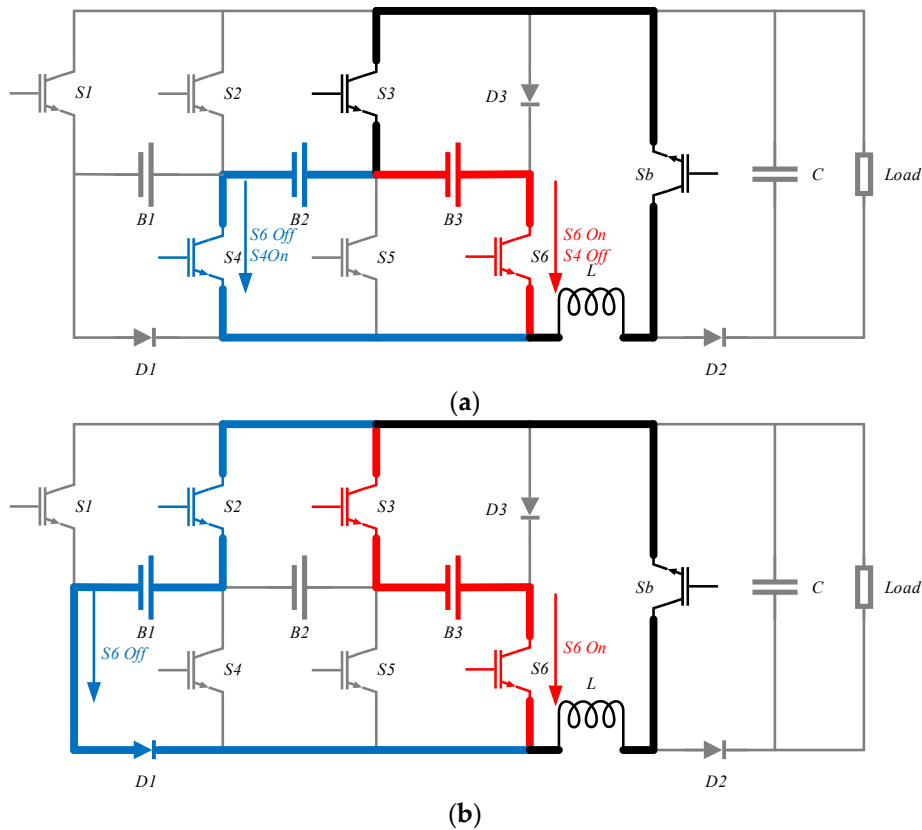 S1
S2
S3
D3
Sb
C
Load
B1
B2
B3
S6 Off
S4On
S4
S5
S6
S6 On
S4 Off
L
D1
D2
(a)
S1
S2
S3
D3
Sb
C
Load
B1
B2
B3
S6 Off
S4
S5
S6
S6 On
L
D1
D2
(b)